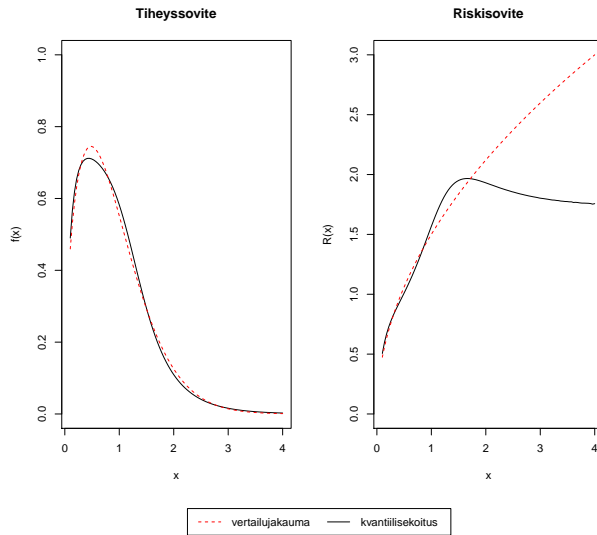 Tiheyssovite
f(x)
1.0
0.8
0.6
0.4
0.2
0.0
0 1 2 3 4
x
Riskisovite
R(x)
3.0
2.5
2.0
1.5
1.0
0.5
0.0
0 1 2 3 4
x
vertailujakauma kvantiilisekoitus